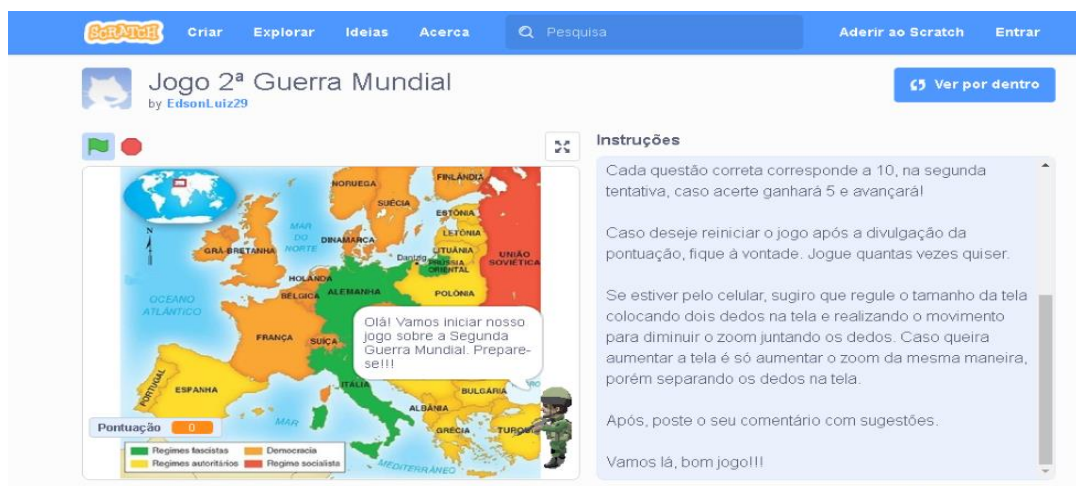 SCRATCH Criar Explorar Ideias Acerca Pesquisa Aderir ao Scratch Entrar
Jogo 2ª Guerra Mundial
by EdsonLuiz29
Ver por dentro
NORUEGA
FINLÂNDIA
SUÉCIA
ESTÔNIA
MAR
DO
NORTE
LETÔNIA
DINAMARCA
LITUÂNIA
N
GRÃ-BRETANHA
Dantzig
PRÚSSIA
ORIENTAL
UNIÃO
SOVIÉTICA
HOLANDA
BÉLGICA
ALEMANHA
POLÔNIA
OCEANO
ATLÂNTICO
FRANÇA
SUÍÇA
Olá! Vamos iniciar nosso
jogo sobre a Segunda
Guerra Mundial. Prepare-
se!!!
PORTUGAL
ESPANHA
ITÁLIA
BULGÁRIA
ALBÂNIA
GRÉCIA
MAR
MEDITERRÂNEO
Pontuação 0
Regimes fascistas Democracia
Regimes autoritários Regime socialista
Instruções
Cada questão correta corresponde a 10, na segunda
tentativa, caso acerte ganhará 5 e avançará!
Caso deseje reiniciar o jogo após a divulgação da
pontuação, fique à vontade. Jogue quantas vezes quiser.
Se estiver pelo celular, sugiro que regule o tamanho da tela
colocando dois dedos na tela e realizando o movimento
para diminuir o zoom juntando os dedos. Caso queira
aumentar a tela é só aumentar o zoom da mesma maneira,
porém separando os dedos na tela.
Após, poste o seu comentário com sugestões.
Vamos lá, bom jogo!!!